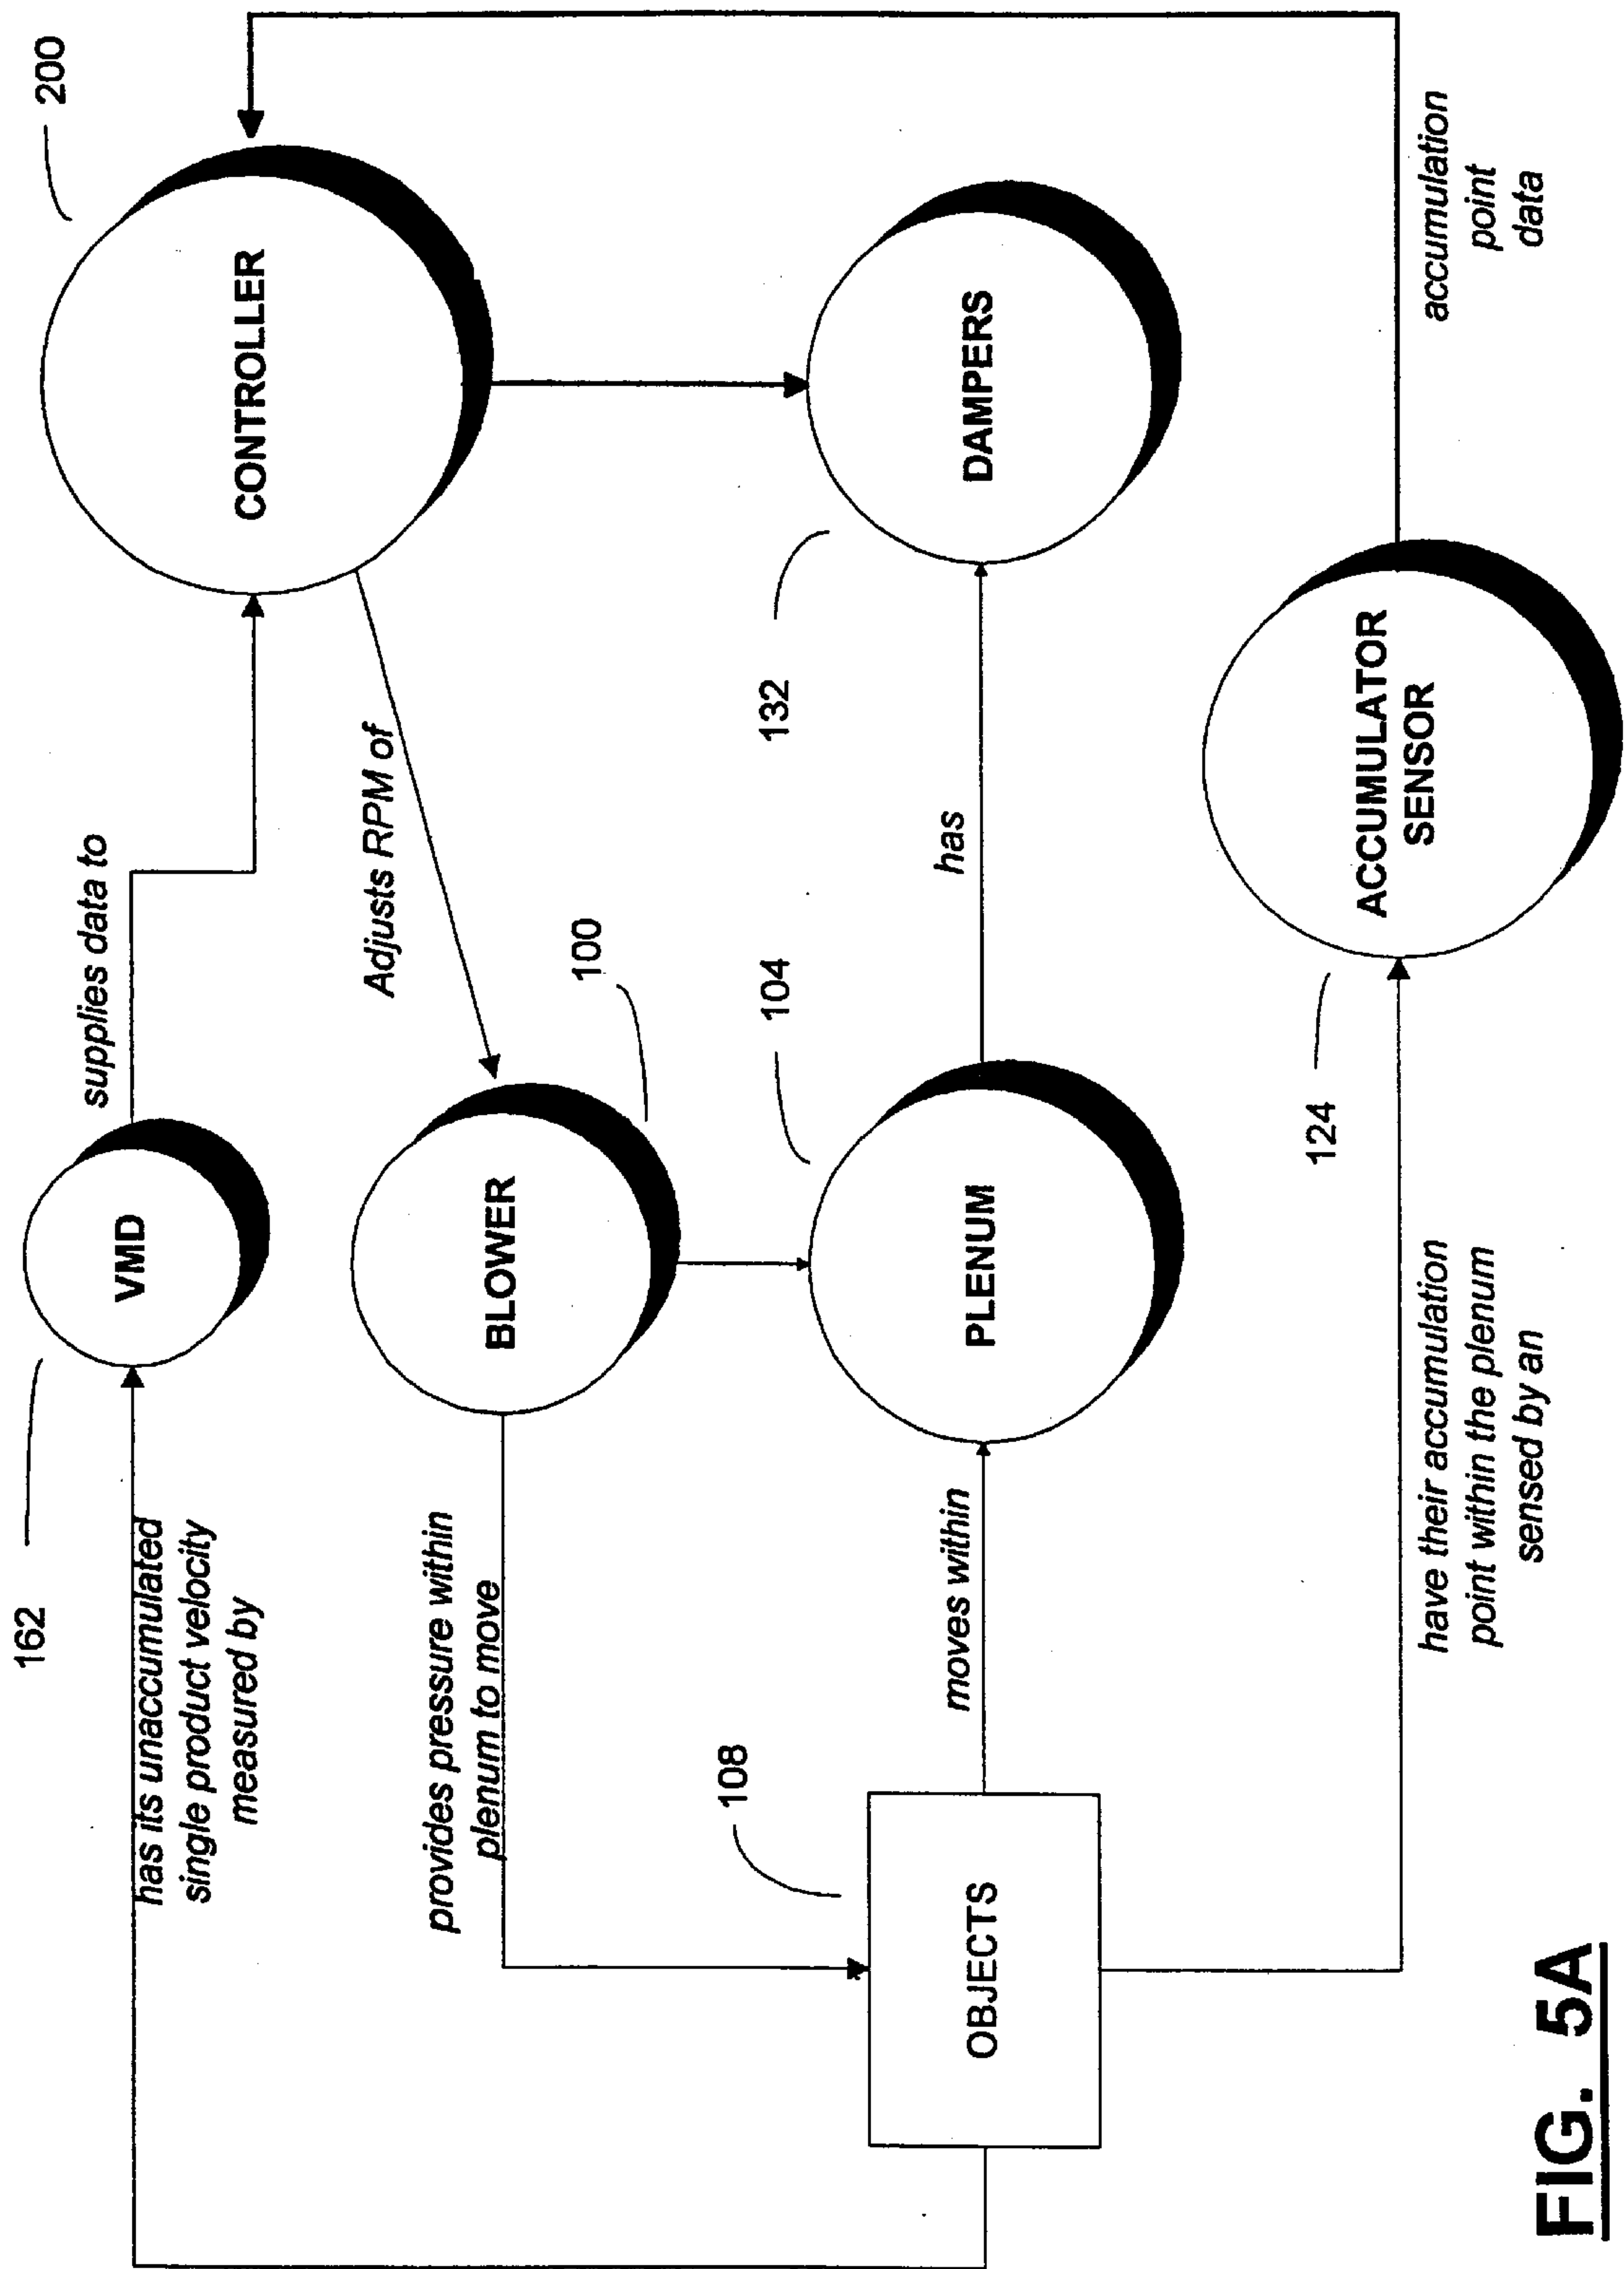 162
VMD
supplies data to
200
CONTROLLER
has its unaccumulated
single product velocity
measured by
Adjusts RPM of
BLOWER
100
provides pressure within
plenum to move
108
OBJECTS
moves within
PLENUM
104
has
132
DAMPERS
124
ACCUMULATOR
SENSOR
have their accumulation
point within the plenum
sensed by an
accumulation
point
data
FIG. 5A